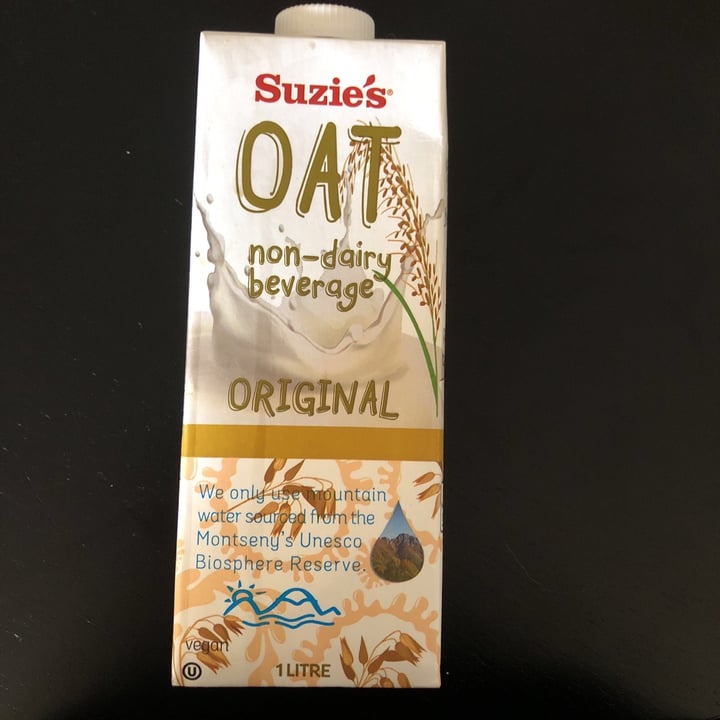 Suzie's®
OAT
non-dairy
beverage
ORIGINAL
We only use mountain
water sourced from the
Montseny's Unesco
Biosphere Reserve.
vegan
U
1 LITRE